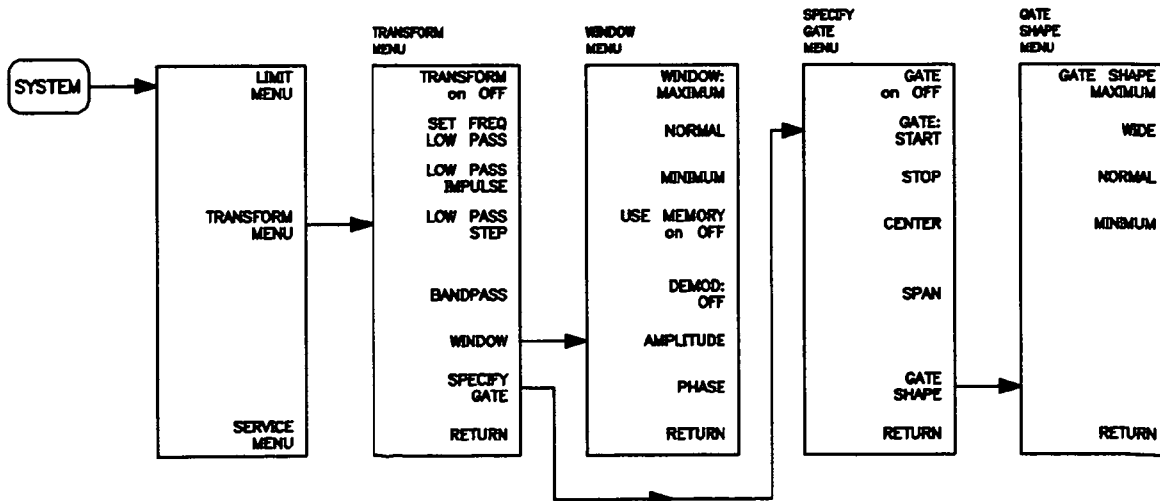 SYSTEM
LIMIT
MENU
TRANSFORM
MENU
SERVICE
MENU
TRANSFORM
MENU
TRANSFORM
on OFF
SET FREQ
LOW PASS
LOW PASS
IMPULSE
LOW PASS
STEP
BANDPASS
WINDOW
SPECIFY
GATE
RETURN
WINDOW
MENU
WINDOW:
MAXIMUM
NORMAL
MINIMUM
USE MEMORY
on OFF
DEMOD:
OFF
AMPLITUDE
PHASE
RETURN
SPECIFY
GATE
MENU
GATE
on OFF
GATE:
START
STOP
CENTER
SPAN
GATE
SHAPE
RETURN
GATE
SHAPE
MENU
GATE SHAPE
MAXIMUM
WIDE
NORMAL
MINIMUM
RETURN